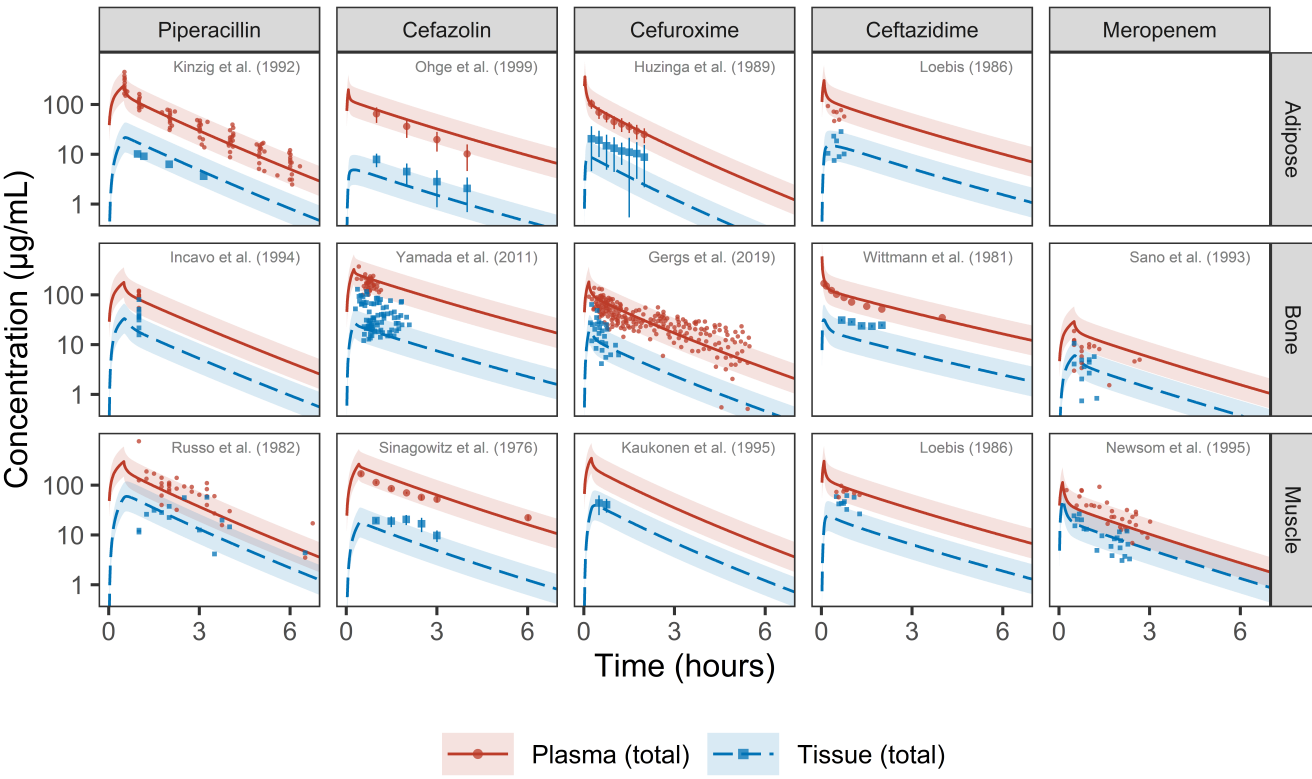 Piperacillin Cefazolin Cefuroxime Ceftazidime Meropenem
Kinzig et al. (1992) Ohge et al. (1999) Huzinga et al. (1989) Loebis (1986)
Adipose
100
10
1
Incavo et al. (1994) Yamada et al. (2011) Gergs et al. (2019) Wittmann et al. (1981) Sano et al. (1993)
Bone
100
10
1
Russo et al. (1982) Sinagowitz et al. (1976) Kaukonen et al. (1995) Loebis (1986) Newsom et al. (1995)
Muscle
100
10
1
Concentration (μg/mL)
0 3 6 0 3 6 0 3 6 0 3 6 0 3 6
Time (hours)
Plasma (total) Tissue (total)